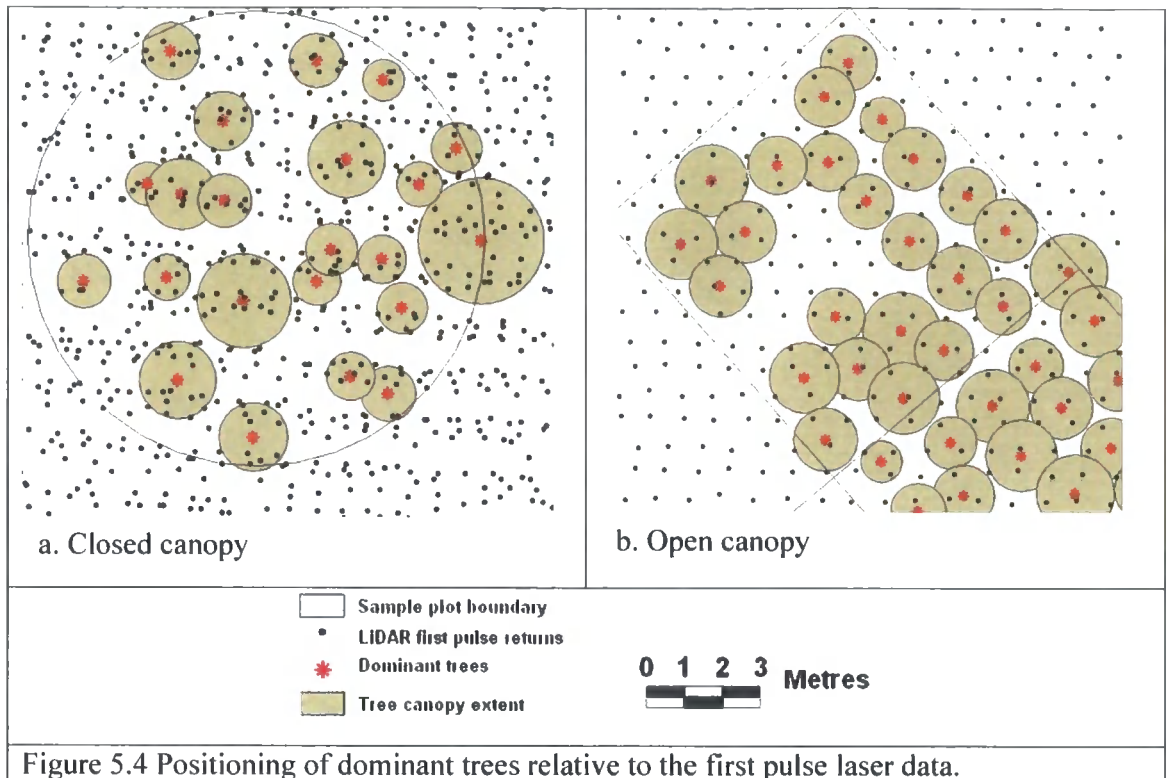 a. Closed canopy
b. Open canopy
Sample plot boundary
LiDAR first pulse returns
Dominant trees
Tree canopy extent
0 1 2 3 Metres
Figure 5.4 Positioning of dominant trees relative to the first pulse laser data.